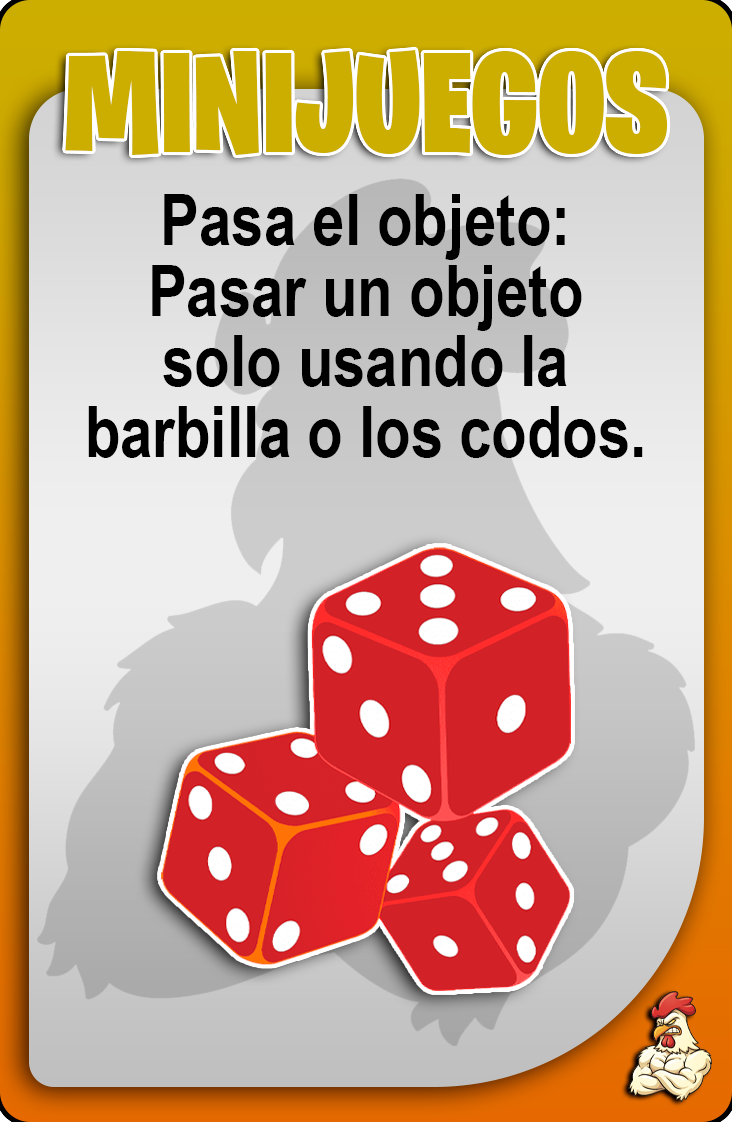 MINIJUEGOS
Pasa el objeto:
Pasar un objeto
solo usando la
barbilla o los codos.